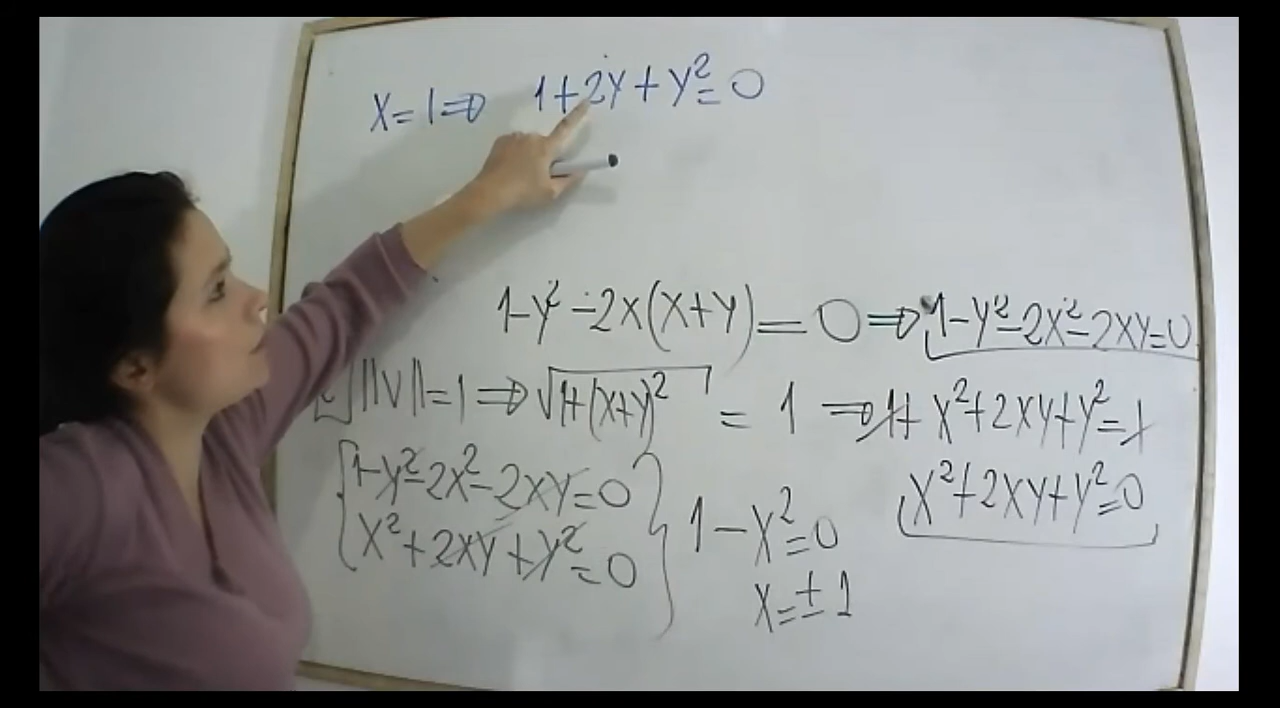 x=1⇒ 1+2y+y²=0
1-y²-2x(x+y)=0⇒1-y²-2x²-2xy=0
||v||=1⇒√1+(x+y)²=1⇒1+x²+2xy+y²=1
1-y²-2x²-2xy=0
x²+2xy+y²=0
1-x²=0
x=±1
x²+2xy+y²=0